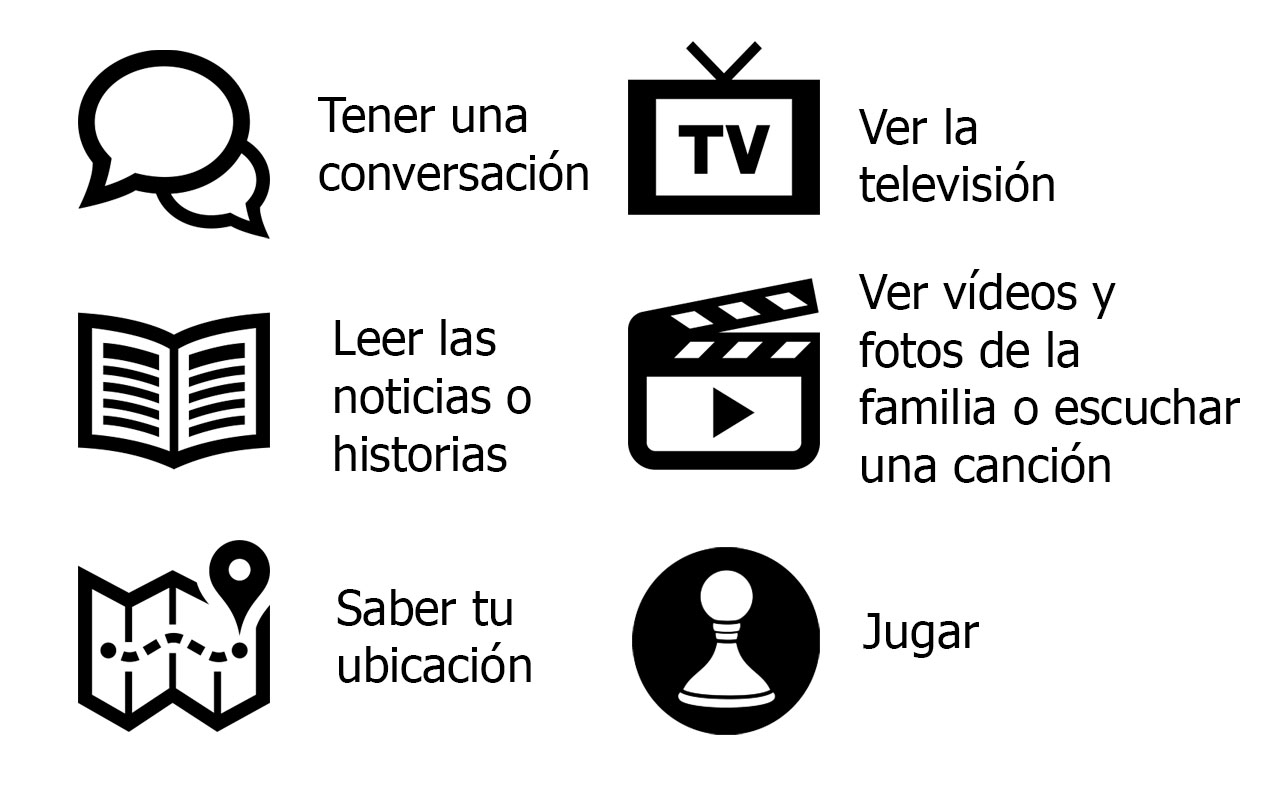 Tener una
conversación
TV
Ver la
televisión
Leer las
noticias o
historias
Ver vídeos y
fotos de la
familia o escuchar
una canción
Saber tu
ubicación
Jugar